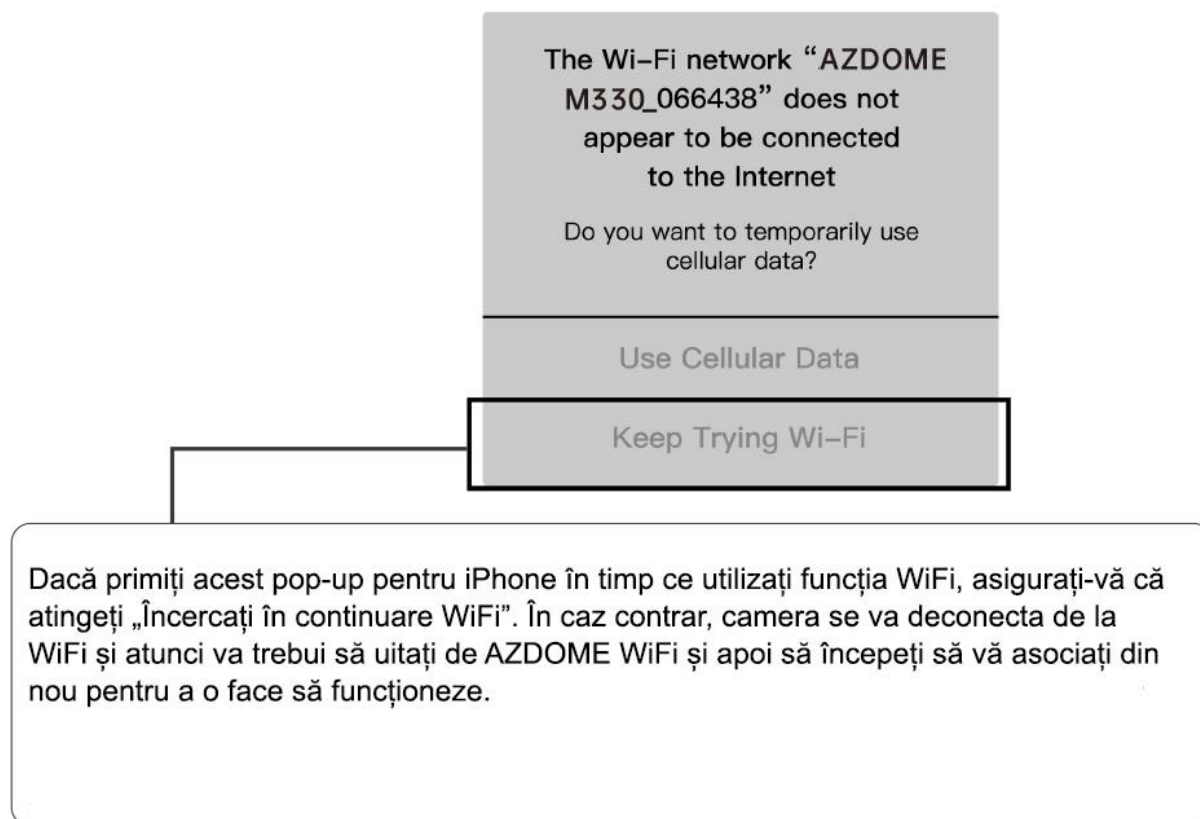 The Wi-Fi network “AZDOME
M330_066438” does not
appear to be connected
to the Internet
Do you want to temporarily use
cellular data?
Use Cellular Data
Keep Trying Wi-Fi
Dacă primiți acest pop-up pentru iPhone în timp ce utilizați funcția WiFi, asigurați-vă că
atingeți „Încercați în continuare WiFi”. În caz contrar, camera se va deconecta de la
WiFi și atunci va trebui să uitați de AZDOME WiFi și apoi să începeți să vă asociați din
nou pentru a o face să funcționeze.